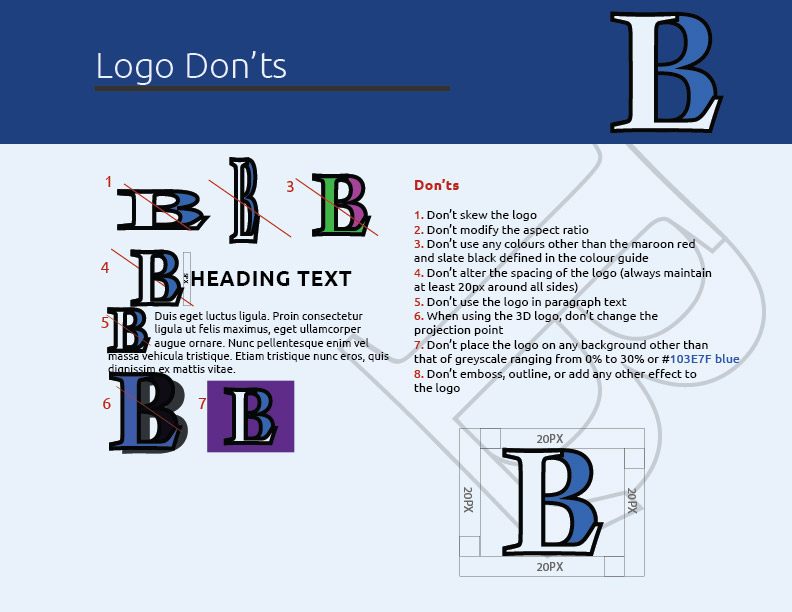 Logo Don’ts
1
3
4
9PX
HEADING TEXT
5
Duis eget luctus ligula. Proin consectetur
ligula ut felis maximus, eget ullamcorper
augue ornare. Nunc pellentesque enim vel
massa vehicula tristique. Etiam tristique nunc eros, quis
dignissim ex mattis vitae.
6
7
Don’ts
1. Don’t skew the logo
2. Don’t modify the aspect ratio
3. Don’t use any colours other than the maroon red
and slate black defined in the colour guide
4. Don’t alter the spacing of the logo (always maintain
at least 20px around all sides)
5. Don’t use the logo in paragraph text
6. When using the 3D logo, don’t change the
projection point
7. Don’t place the logo on any background other than
that of greyscale ranging from 0% to 30% or #103E7F blue
8. Don’t emboss, outline, or add any other effect to
the logo
20PX
20PX
20PX
20PX